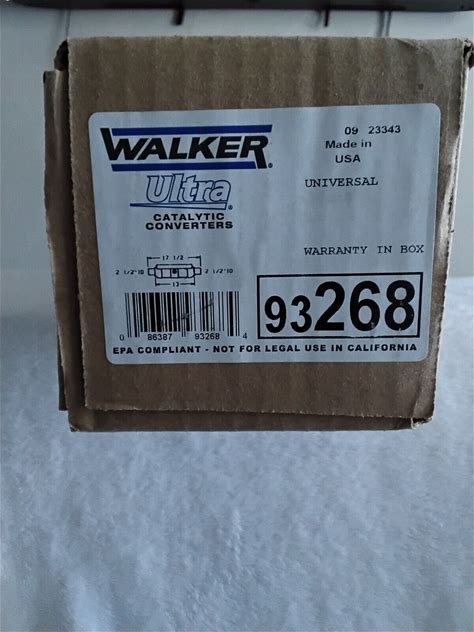 WALKER®
Ultra®
CATALYTIC
CONVERTERS
09 23343
Made in
USA
UNIVERSAL
WARRANTY IN BOX
17 1/2
2 1/2"ID 2 1/2"ID
13
0 86387 93268 4
93268
EPA COMPLIANT - NOT FOR LEGAL USE IN CALIFORNIA